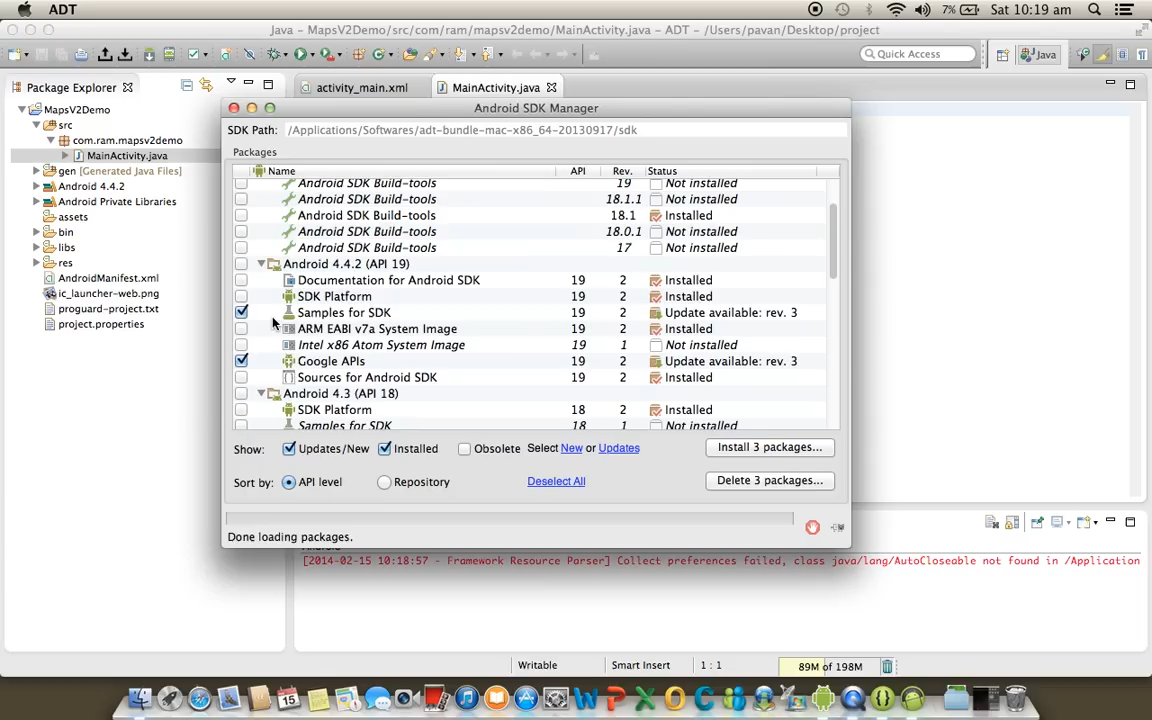 ADT
7%
Sat 10:19 am
Java - MapsV2Demo/src/com/ram/mapsv2demo/MainActivity.java - ADT - /Users/pavan/Desktop/project
Quick Access
Java
Package Explorer
activity_main.xml
MainActivity.java
MapsV2Demo
src
com.ram.mapsv2demo
MainActivity.java
gen [Generated Java Files]
Android 4.4.2
Android Private Libraries
assets
bin
libs
res
AndroidManifest.xml
ic_launcher-web.png
proguard-project.txt
project.properties
Android SDK Manager
SDK Path: /Applications/Softwares/adt-bundle-mac-x86_64-20130917/sdk
Packages
Name API Rev. Status
Android SDK Build-tools 19 Not installed
Android SDK Build-tools 18.1.1 Not installed
Android SDK Build-tools 18.1 Installed
Android SDK Build-tools 18.0.1 Not installed
Android SDK Build-tools 17 Not installed
Android 4.4.2 (API 19)
Documentation for Android SDK 19 2 Installed
SDK Platform 19 2 Installed
Samples for SDK 19 2 Update available: rev. 3
ARM EABI v7a System Image 19 2 Installed
Intel x86 Atom System Image 19 1 Not installed
Google APIs 19 2 Update available: rev. 3
Sources for Android SDK 19 2 Installed
Android 4.3 (API 18)
SDK Platform 18 2 Installed
Samples for SDK 18 1 Not installed
Show: Updates/New Installed Obsolete Select New or Updates Install 3 packages...
Sort by: API level Repository Deselect All Delete 3 packages...
Done loading packages.
Android
[2014-02-15 10:18:57 - Framework Resource Parser] Collect preferences failed, class java/lang/AutoCloseable not found in /Application
Writable
Smart Insert
1 : 1
89M of 198M